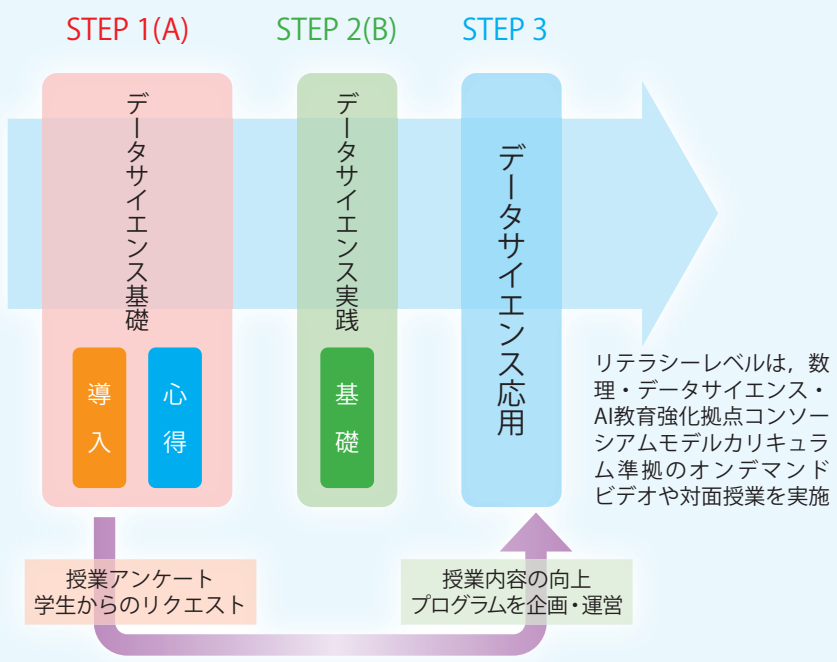 STEP 1(A)
STEP 2(B)
STEP 3
データサイエンス基礎
導入
心得
データサイエンス実践
基礎
データサイエンス応用
リテラシーレベルは，数
理・データサイエンス・
AI教育強化拠点コンソー
シアムモデルカリキュラ
ム準拠のオンデマンド
ビデオや対面授業を実施
授業アンケート
学生からのリクエスト
授業内容の向上
プログラムを企画・運営